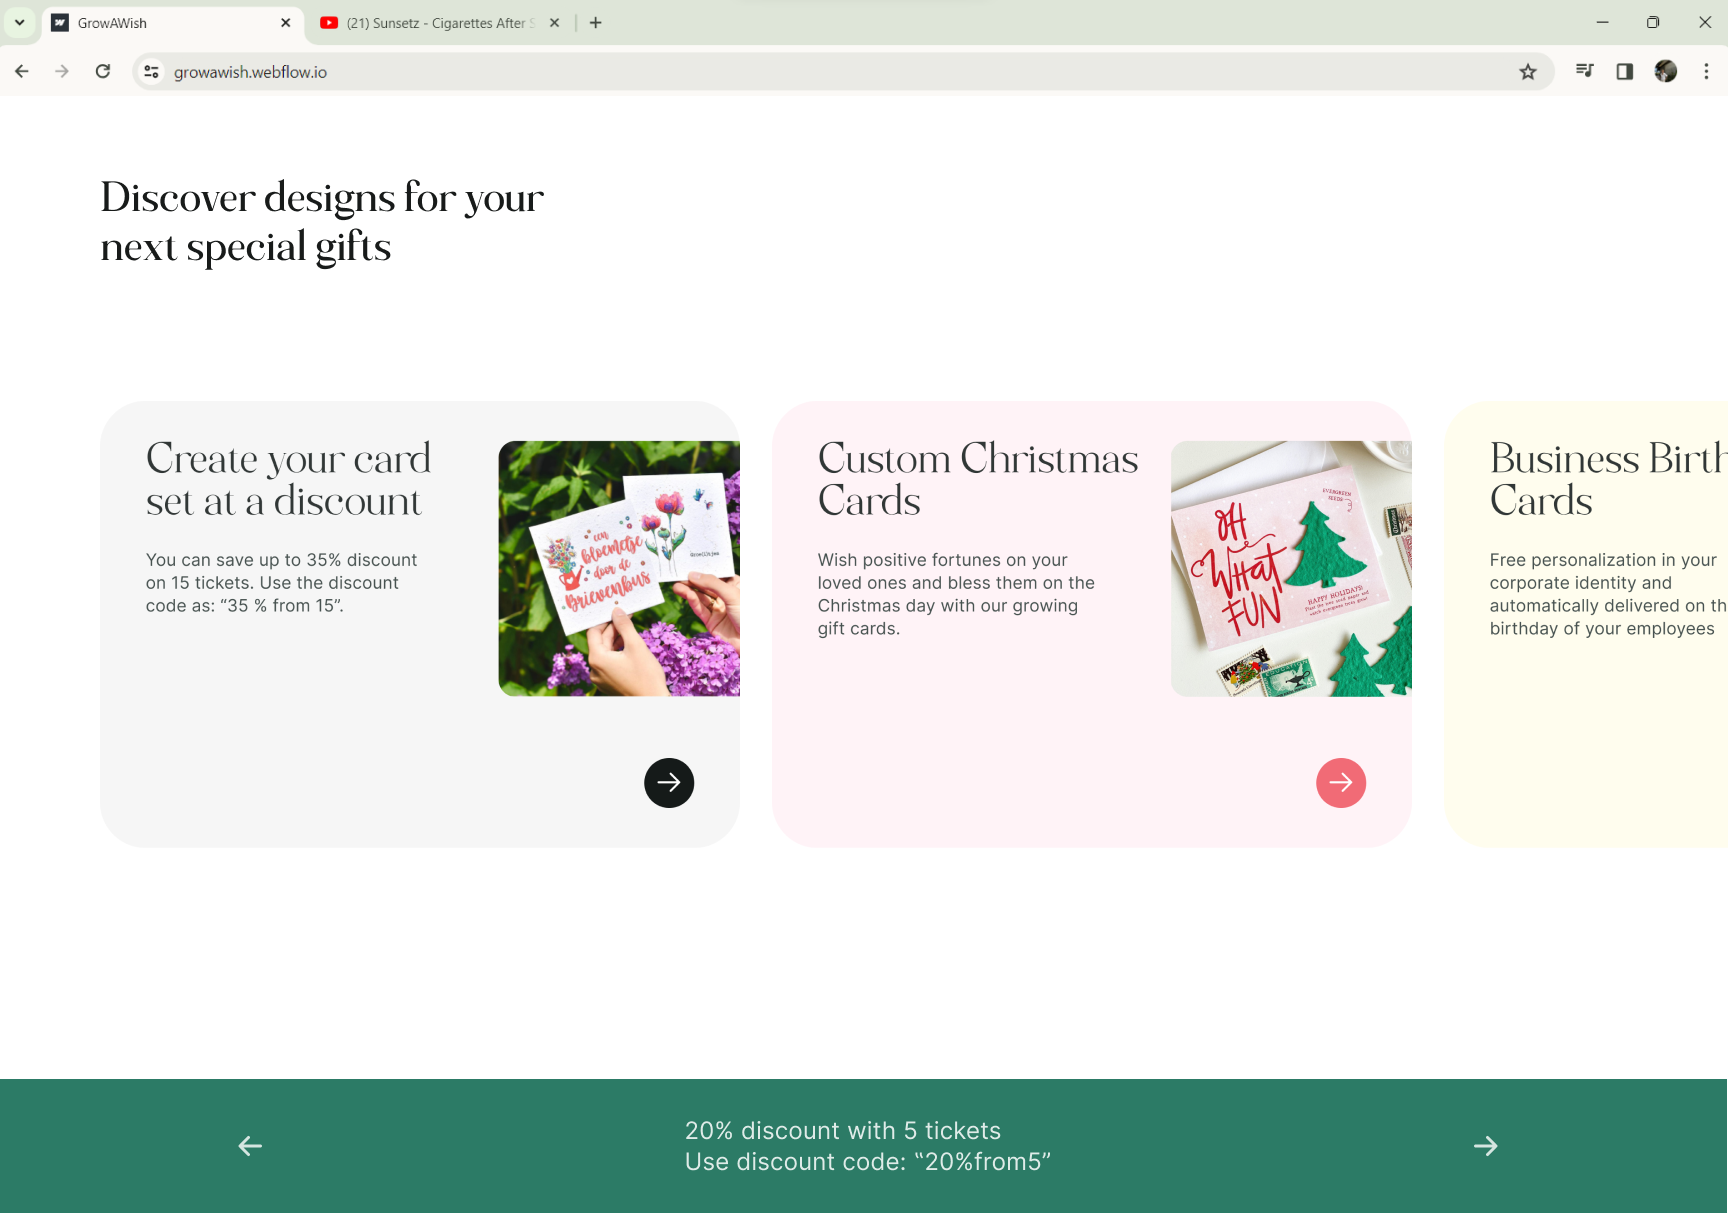 GrowAWish
(21) Sunsetz - Cigarettes After S
growawish.webflow.io
Discover designs for your
next special gifts
Create your card
set at a discount
You can save up to 35% discount
on 15 tickets. Use the discount
code as: “35 % from 15”.
een
bloemetje
door de
Brievenbus
Custom Christmas
Cards
Wish positive fortunes on your
loved ones and bless them on the
Christmas day with our growing
gift cards.
EVERGREEN
SEEDS
OH
WHAT
FUN
HAPPY HOLIDAYS!
Business Birth
Cards
Free personalization in your
corporate identity and
automatically delivered on th
birthday of your employees
20% discount with 5 tickets
Use discount code: “20%from5”